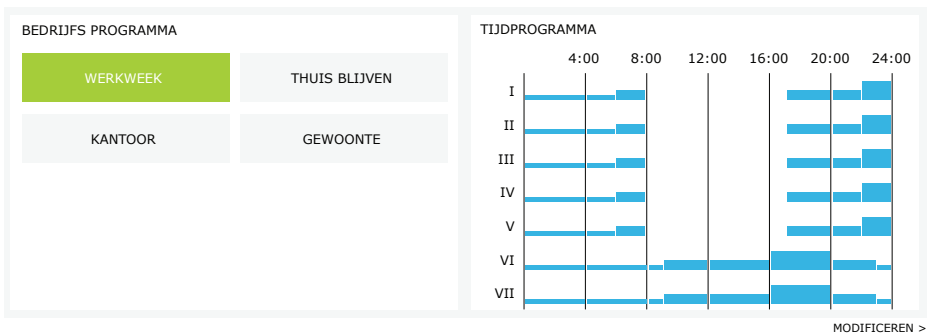 BEDRIJFS PROGRAMMA
WERKWEEK
THUIS BLIJVEN
KANTOOR
GEWOONTE
TIJDPROGRAMMA
4:00 8:00 12:00 16:00 20:00 24:00
I
II
III
IV
V
VI
VII
MODIFICEREN >